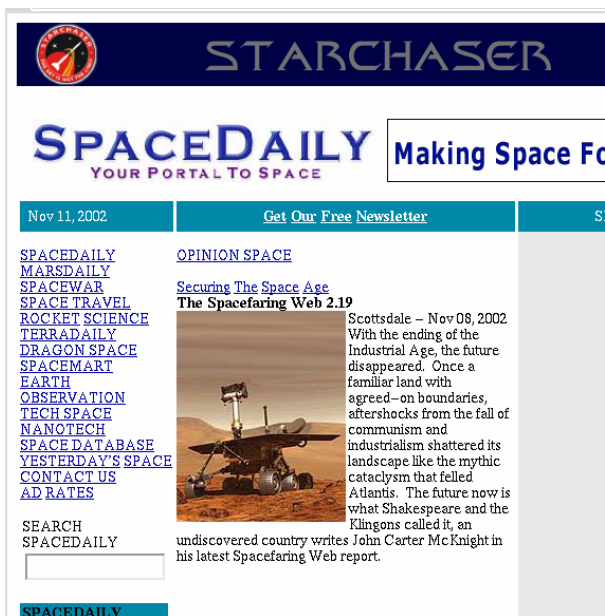 STARCHASER
SPACEDAILY
YOUR PORTAL TO SPACE
Making Space Fo
Nov 11, 2002
Get Our Free Newsletter
SPACEDAILY
MARSDAILY
SPACEWAR
SPACE TRAVEL
ROCKET SCIENCE
TERRADAILY
DRAGON SPACE
SPACEMART
EARTH
OBSERVATION
TECH SPACE
NANOTECH
SPACE DATABASE
YESTERDAY'S SPACE
CONTACT US
AD RATES
SEARCH
SPACEDAILY
SPACEDAILY
OPINION SPACE
Securing The Space Age
The Spacefaring Web 2.19
Scottsdale – Nov 08, 2002
With the ending of the
Industrial Age, the future
disappeared. Once a
familiar land with
agreed–on boundaries,
aftershocks from the fall of
communism and
industrialism shattered its
landscape like the mythic
cataclysm that felled
Atlantis. The future now is
what Shakespeare and the
Klingons called it, an
undiscovered country writes John Carter McKnight in
his latest Spacefaring Web report.